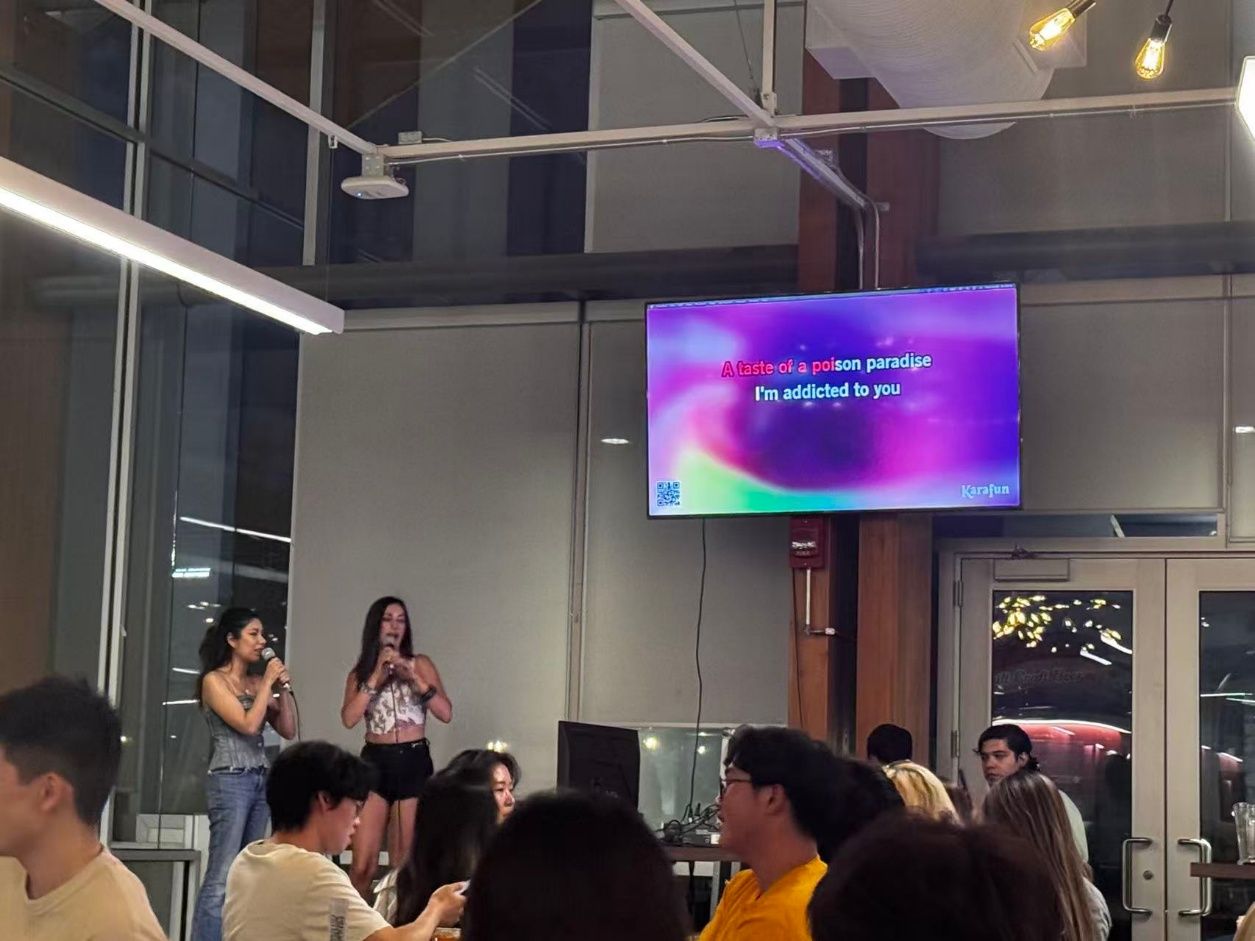 A taste of a poison paradise
I'm addicted to you
Karafun